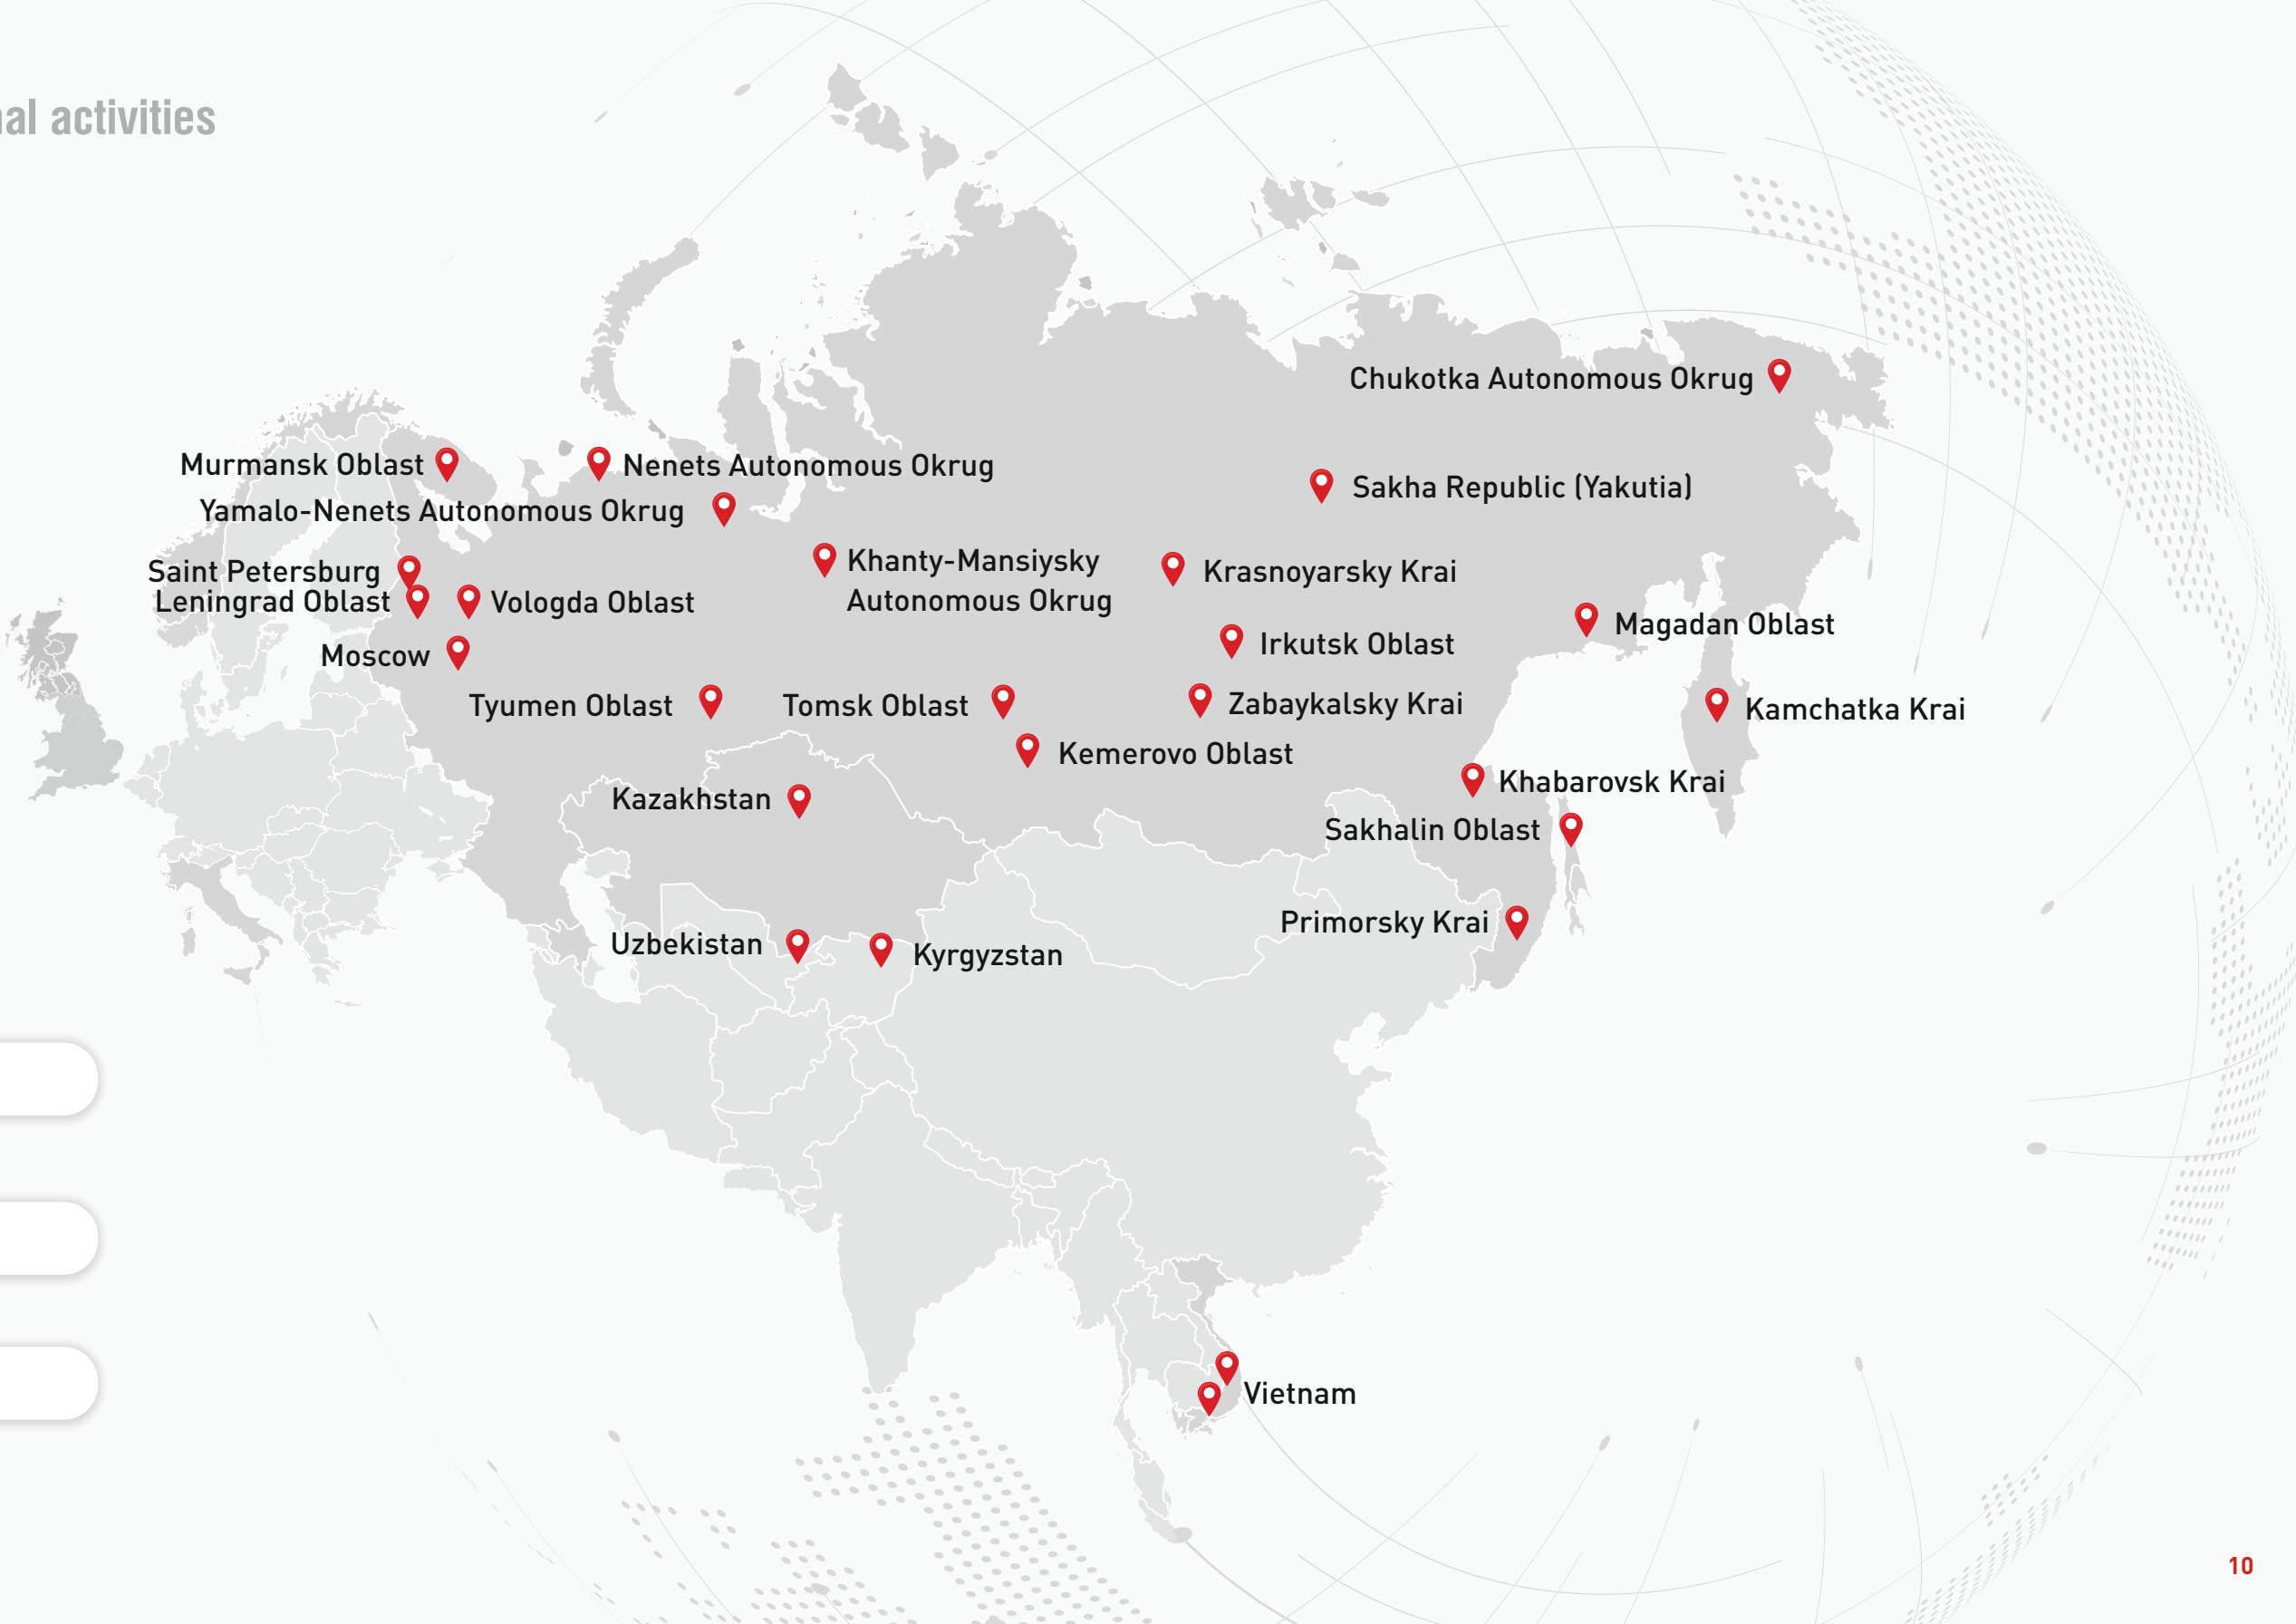 al activities
Chukotka Autonomous Okrug
Murmansk Oblast
Nenets Autonomous Okrug
Sakha Republic (Yakutia)
Yamalo-Nenets Autonomous Okrug
Khanty-Mansiysky
Autonomous Okrug
Saint Petersburg
Krasnoyarsky Krai
Leningrad Oblast
Vologda Oblast
Magadan Oblast
Moscow
Irkutsk Oblast
Tyumen Oblast
Tomsk Oblast
Zabaykalsky Krai
Kamchatka Krai
Kemerovo Oblast
Khabarovsk Krai
Kazakhstan
Sakhalin Oblast
Primorsky Krai
Uzbekistan
Kyrgyzstan
Vietnam
10